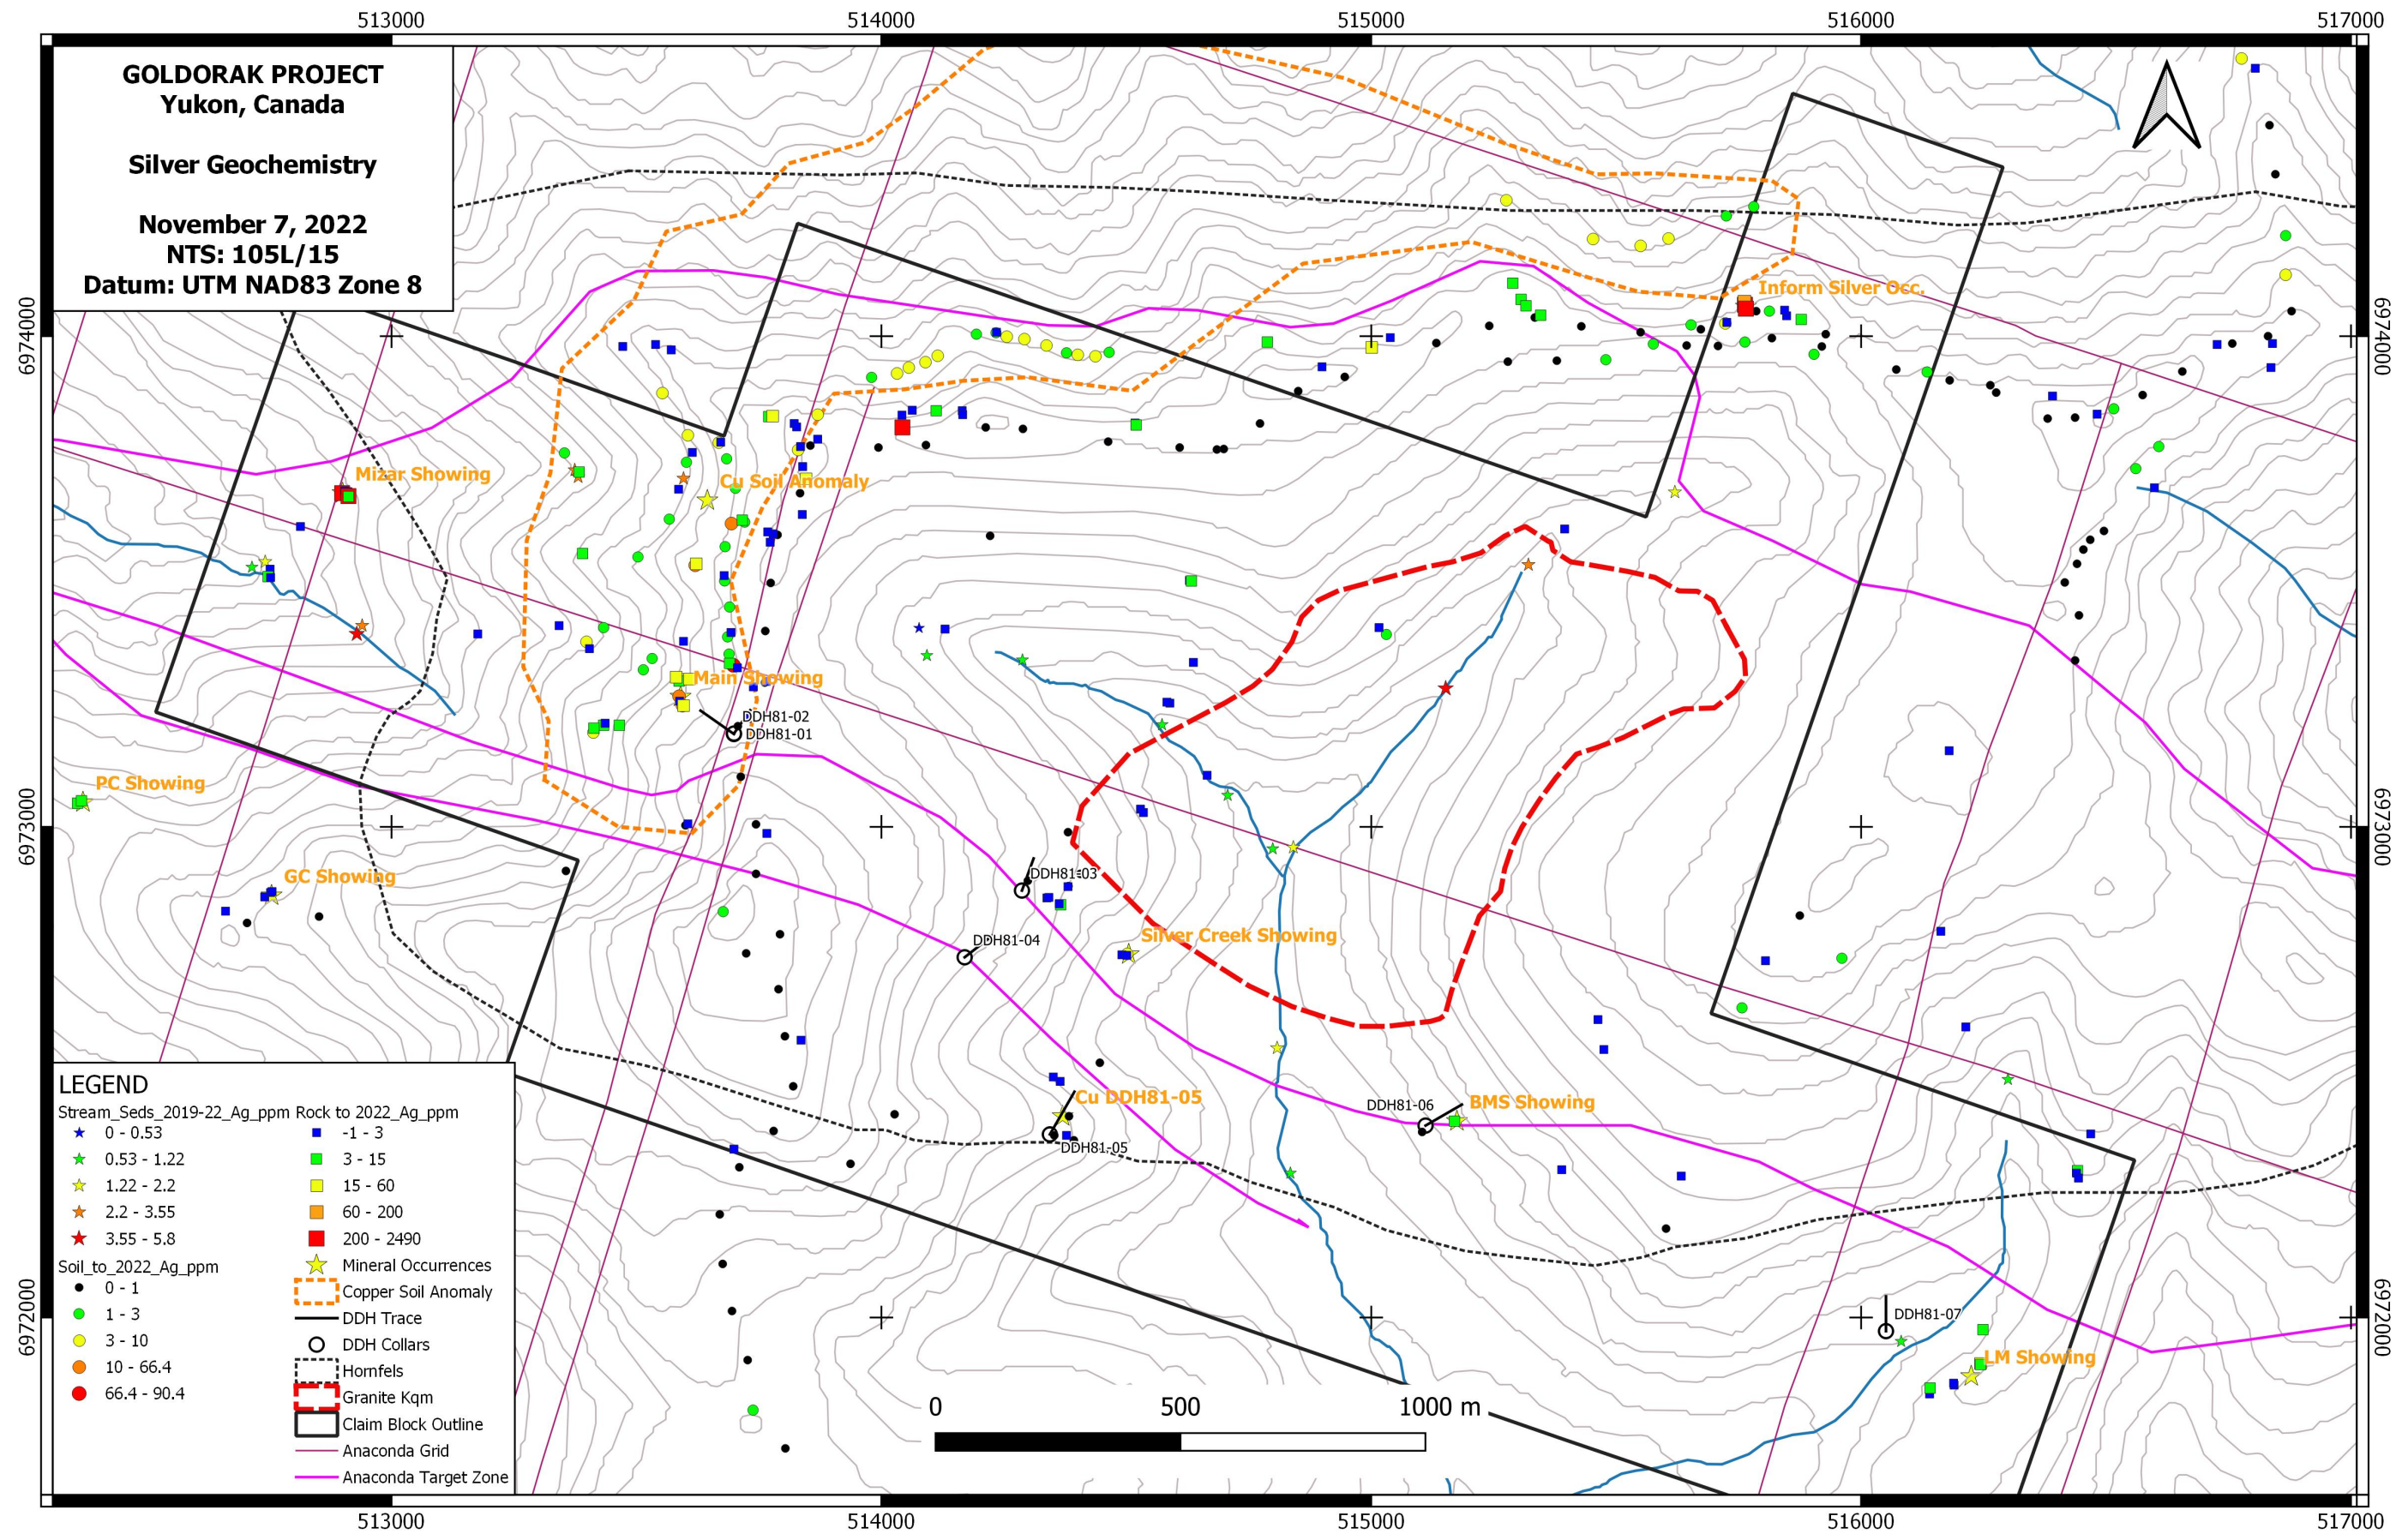 513000
514000
515000
516000
517000
GOLDORAK PROJECT
Yukon, Canada
Silver Geochemistry
November 7, 2022
NTS: 105L/15
Datum: UTM NAD83 Zone 8
6974000
6974000
Inform Silver Occ.
Mizar Showing
Cu Soil Anomaly
Main Showing
DDH81-02
DDH81-01
PC Showing
6973000
6973000
GC Showing
DDH81-03
DDH81-04
Silver Creek Showing
Cu DDH81-05
DDH81-05
DDH81-06
BMS Showing
LEGEND
Stream_Seds_2019-22_Ag_ppm
0 - 0.53
0.53 - 1.22
1.22 - 2.2
2.2 - 3.55
3.55 - 5.8
Soil_to_2022_Ag_ppm
0 - 1
1 - 3
3 - 10
10 - 66.4
66.4 - 90.4
Rock to 2022_Ag_ppm
-1 - 3
3 - 15
15 - 60
60 - 200
200 - 2490
Mineral Occurrences
Copper Soil Anomaly
DDH Trace
DDH Collars
Hornfels
Granite Kqm
Claim Block Outline
Anaconda Grid
Anaconda Target Zone
6972000
6972000
DDH81-07
LM Showing
0 500 1000 m
513000
514000
515000
516000
517000